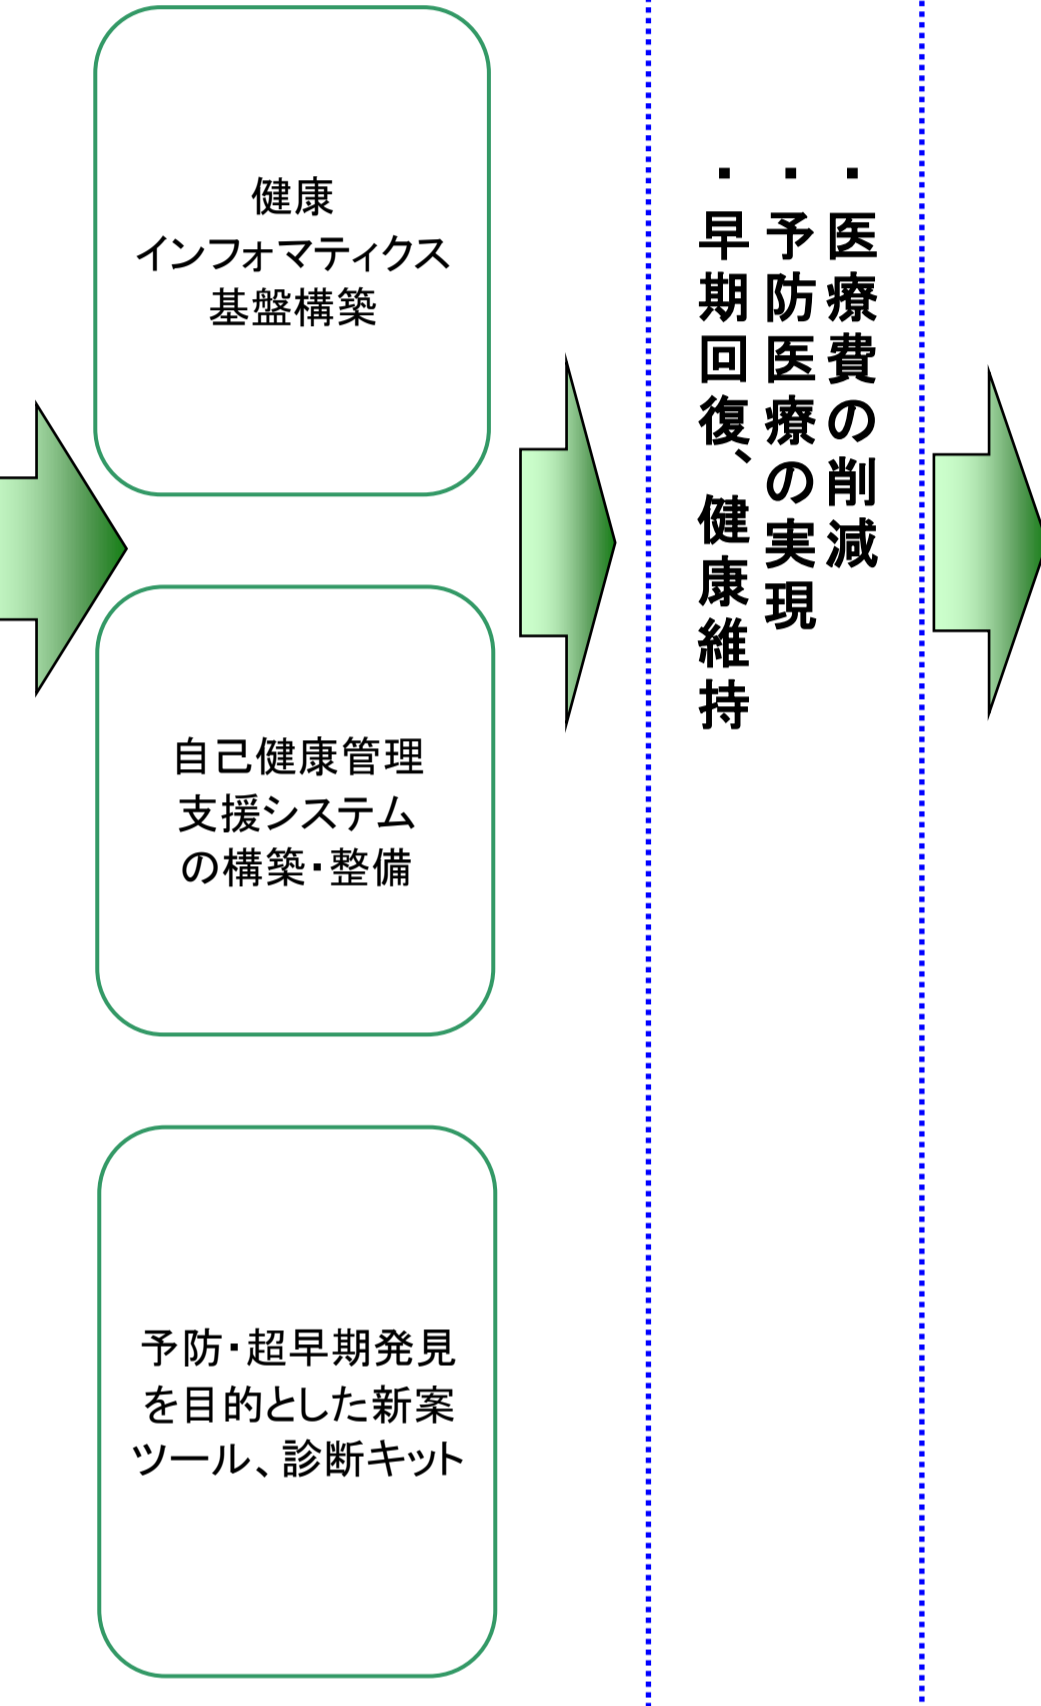 健康
インフォマティクス
基盤構築
自己健康管理
支援システム
の構築・整備
予防・超早期発見
を目的とした新案
ツール、診断キット
・医療費の削減
・予防医療の実現
・早期回復、健康維持